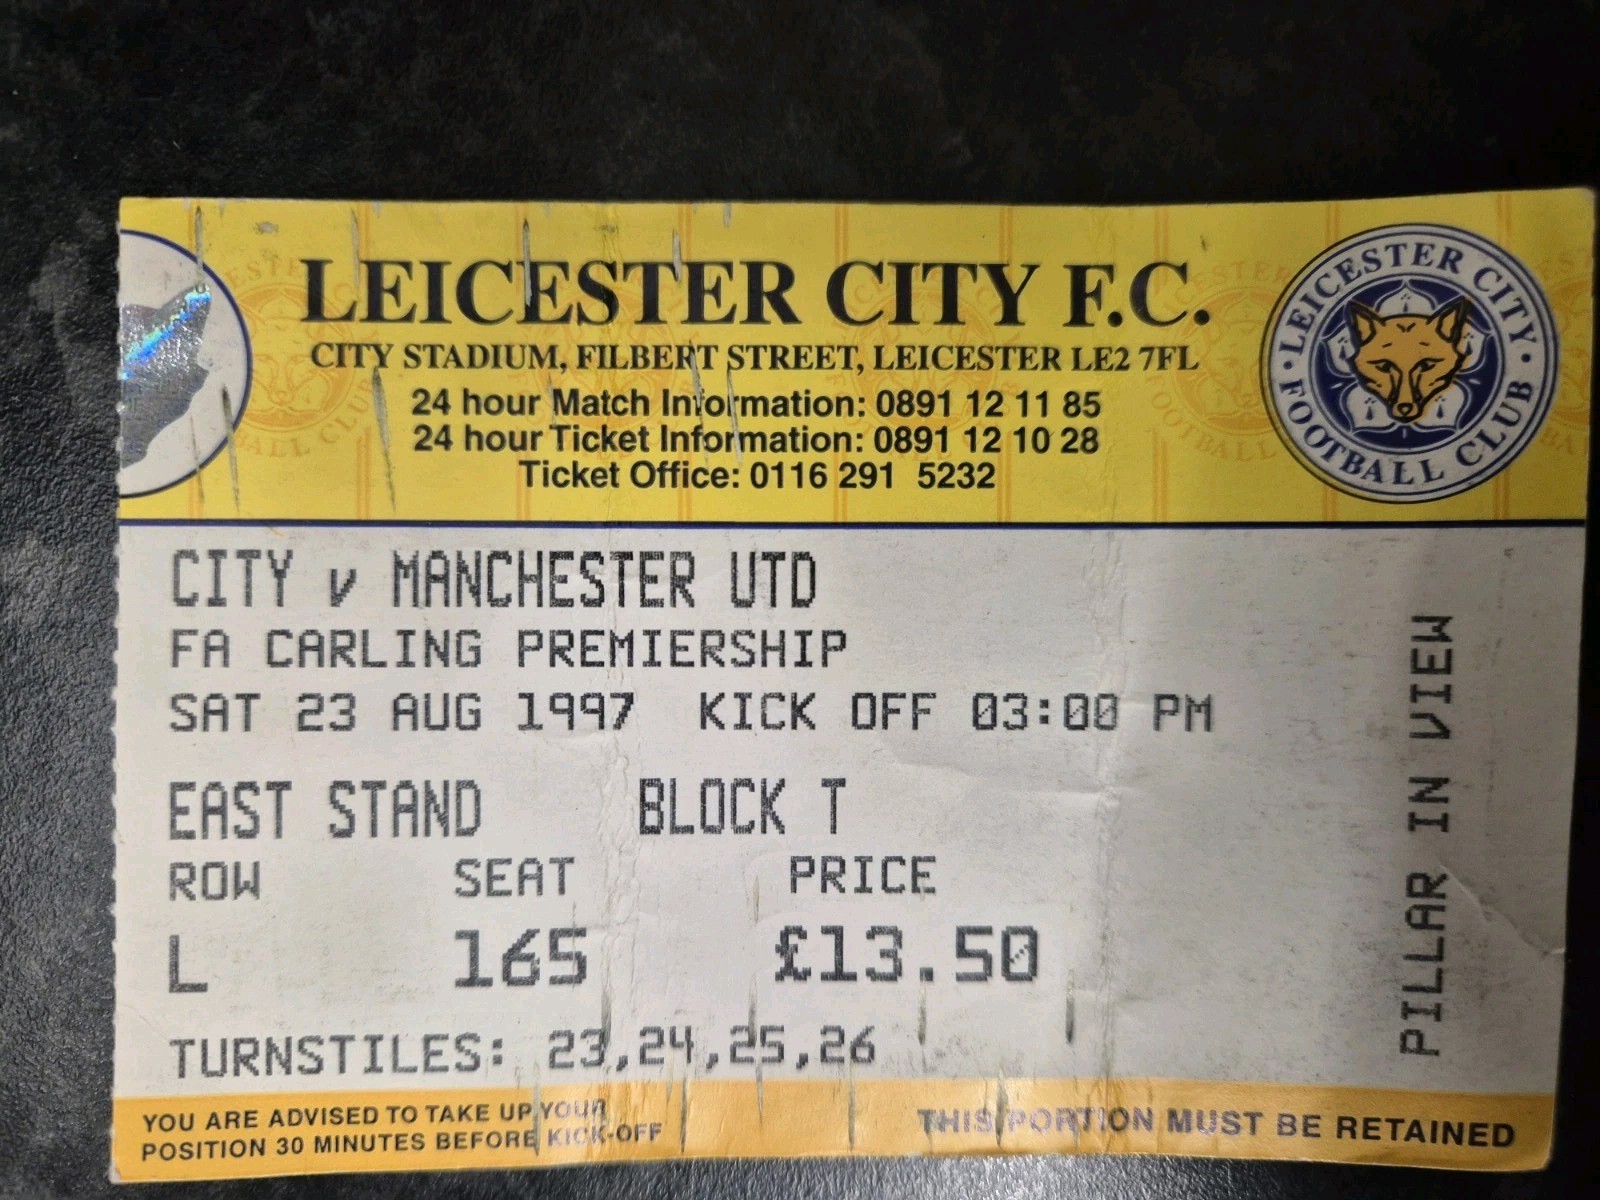 LEICESTER CITY F.C.
CITY STADIUM, FILBERT STREET, LEICESTER LE2 7FL
24 hour Match Information: 0891 12 11 85
24 hour Ticket Information: 0891 12 10 28
Ticket Office: 0116 291 5232
LEICESTER CITY
FOOTBALL CLUB
CITY v MANCHESTER UTD
FA CARLING PREMIERSHIP
SAT 23 AUG 1997 KICK OFF 03:00 PM
EAST STAND BLOCK T
ROW SEAT PRICE
L 165 £13.50
TURNSTILES: 23,24,25,26
PILLAR IN VIEW
YOU ARE ADVISED TO TAKE UP YOUR
POSITION 30 MINUTES BEFORE KICK-OFF
THIS PORTION MUST BE RETAINED